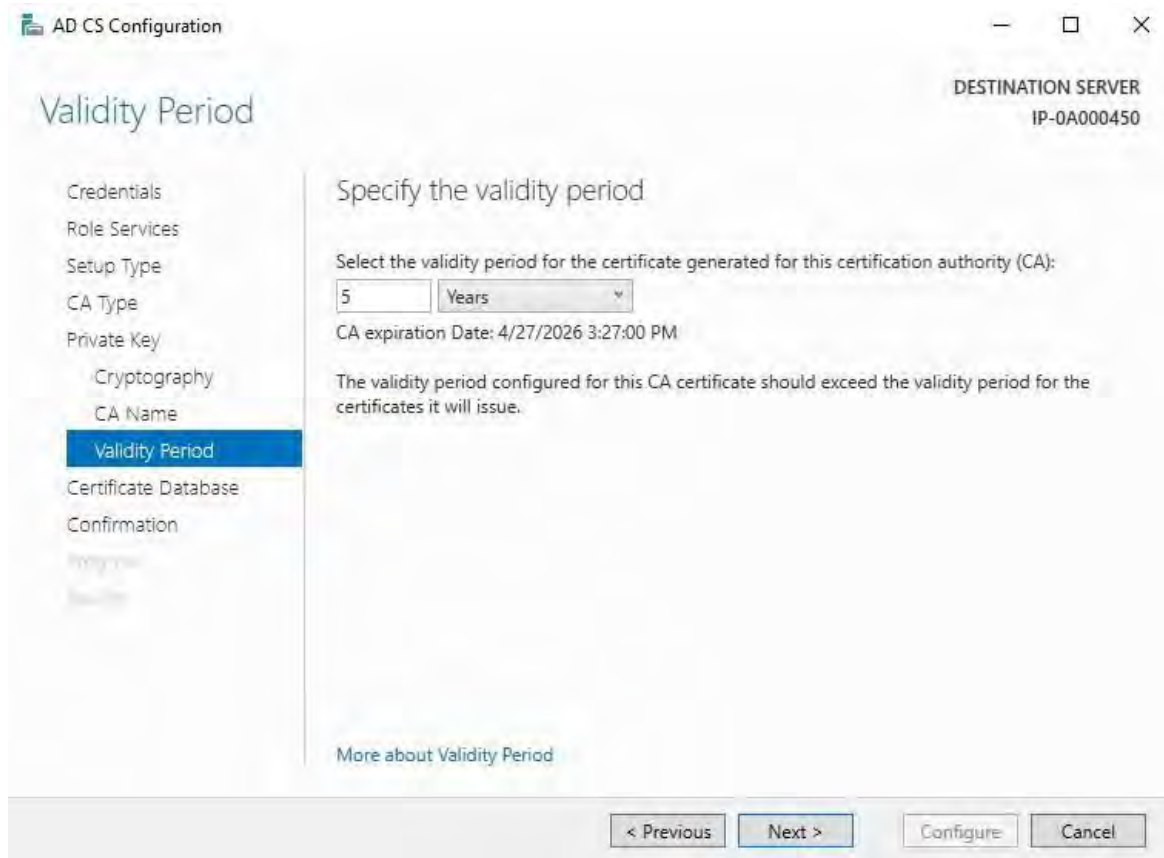 AD CS Configuration
Validity Period
DESTINATION SERVER
IP-0A000450
Credentials
Role Services
Setup Type
CA Type
Private Key
Cryptography
CA Name
Validity Period
Certificate Database
Confirmation
Specify the validity period
Select the validity period for the certificate generated for this certification authority (CA):
5 Years
CA expiration Date: 4/27/2026 3:27:00 PM
The validity period configured for this CA certificate should exceed the validity period for the
certificates it will issue.
More about Validity Period
< Previous Next > Configure Cancel